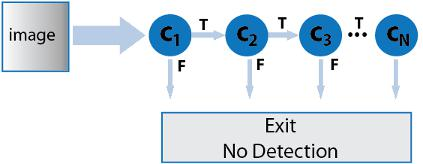 image C1 T C2 T C3 T ... CN
F F F F
Exit
No Detection